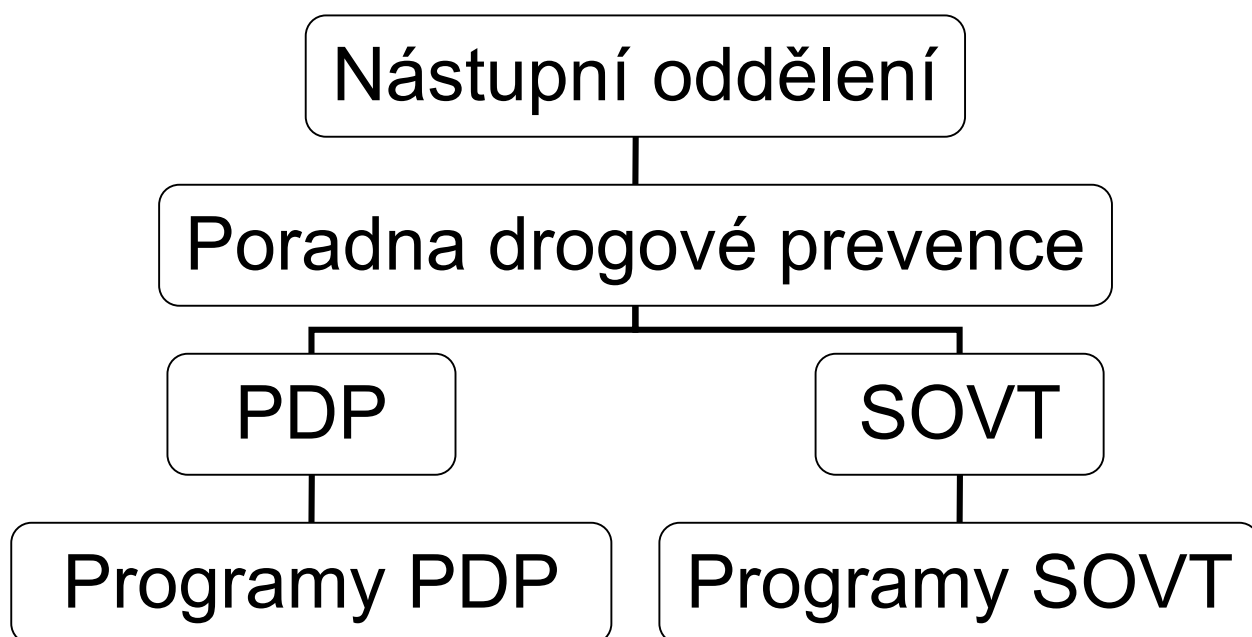 Nástupní oddělení
Poradna drogové prevence
PDP
SOVT
Programy PDP
Programy SOVT